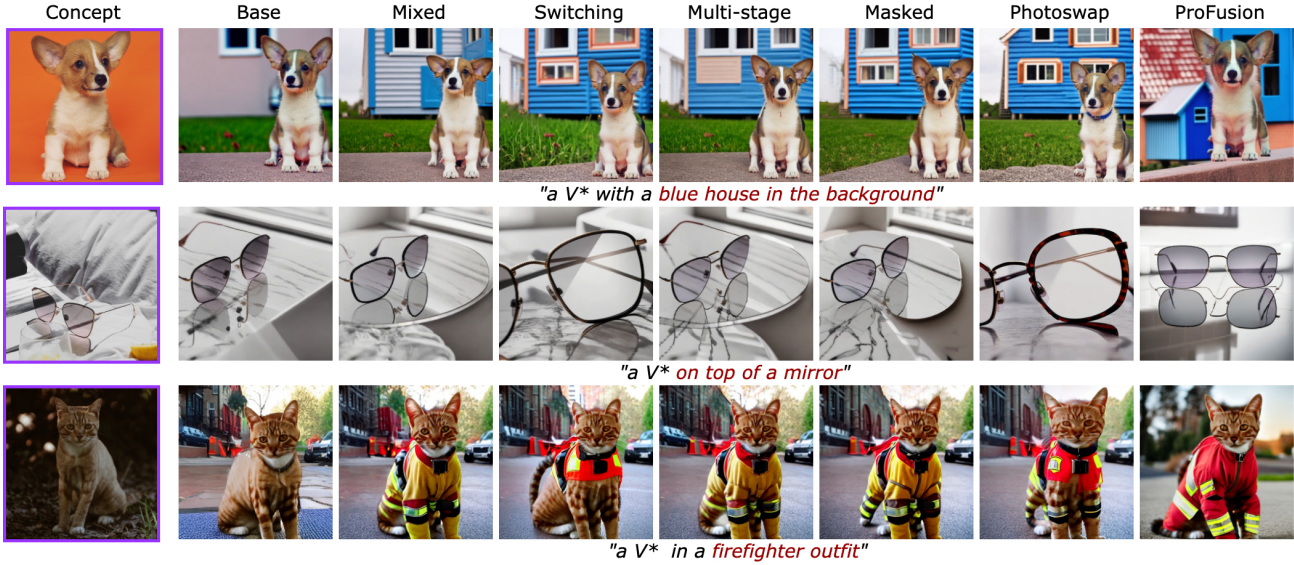 Concept Base Mixed Switching Multi-stage Masked Photoswap ProFusion
"a V* with a blue house in the background"
"a V* on top of a mirror"
"a V* in a firefighter outfit"